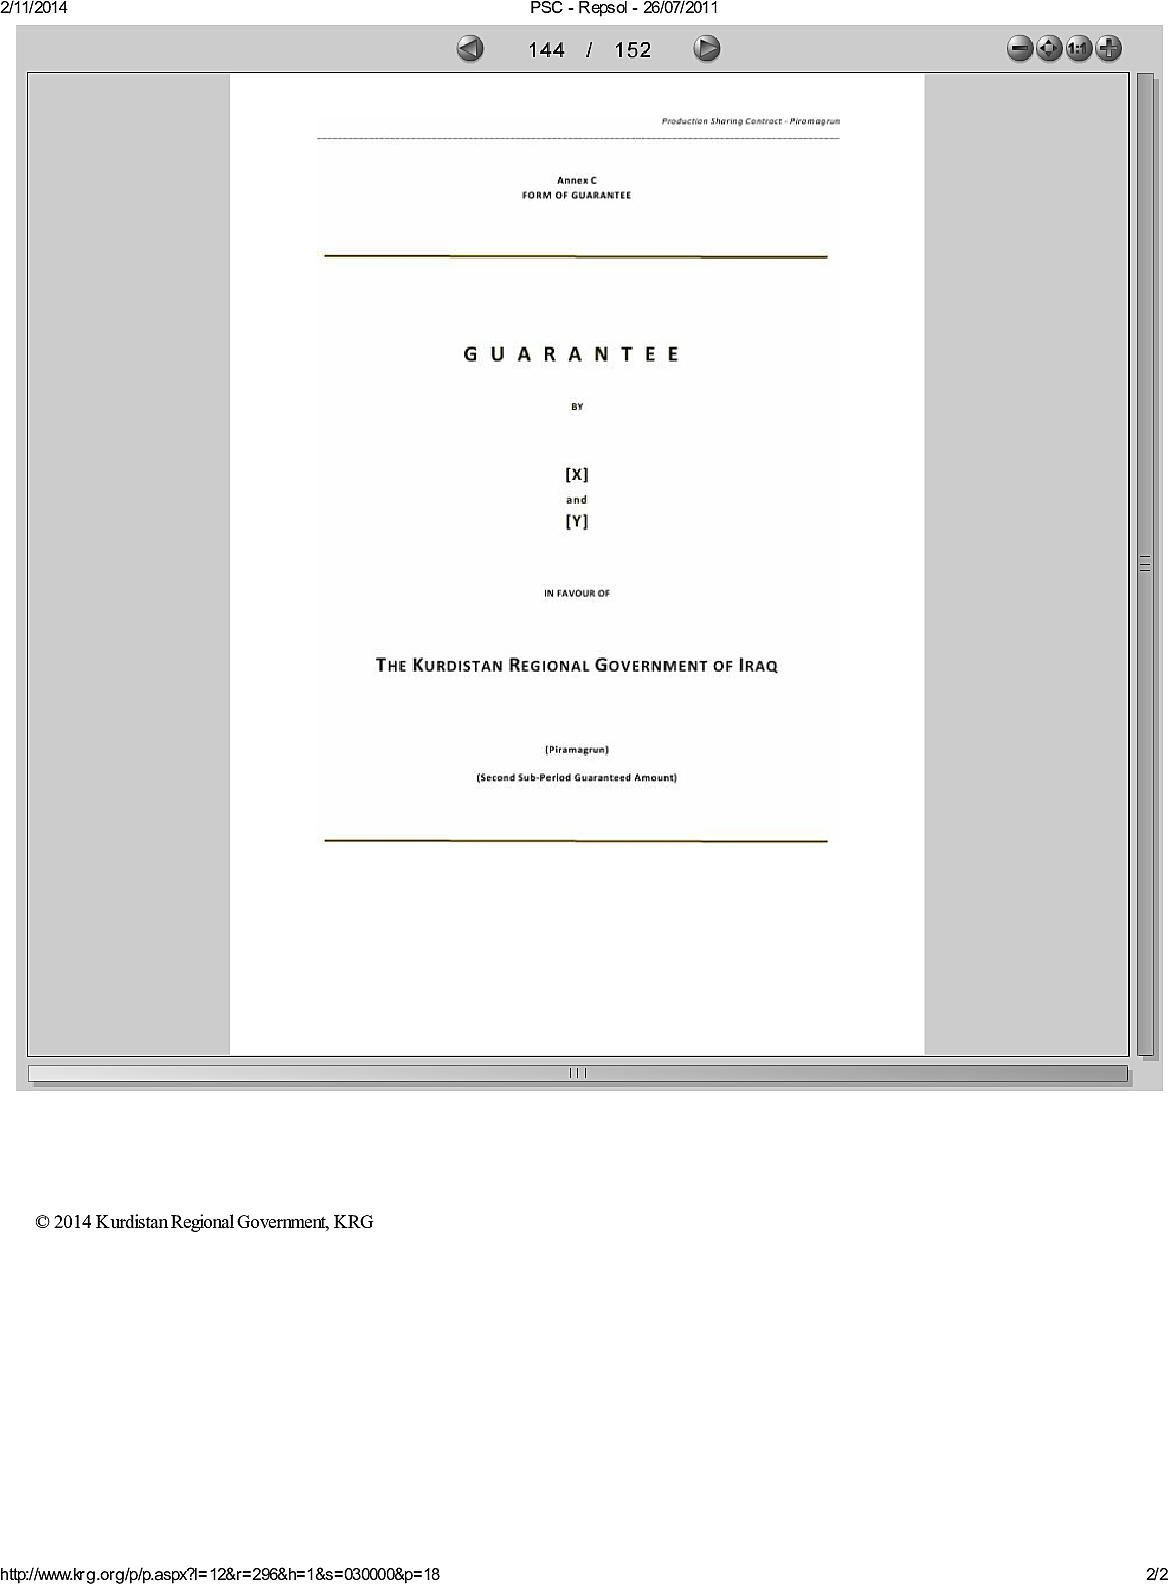 2/11/2014
PSC - Repsol - 26/07/2011
144 / 152
1:1
Production Sharing Contract - Piramagrun
Annex C
FORM OF GUARANTEE
G U A R A N T E E
BY
[X]
and
[Y]
IN FAVOUR OF
THE KURDISTAN REGIONAL GOVERNMENT OF IRAQ
(Piramagrun)
(Second Sub-Period Guaranteed Amount)
© 2014 Kurdistan Regional Government, KRG
http://www.krg.org/p/p.aspx?l=12&r=296&h=1&s=030000&p=18
2/2